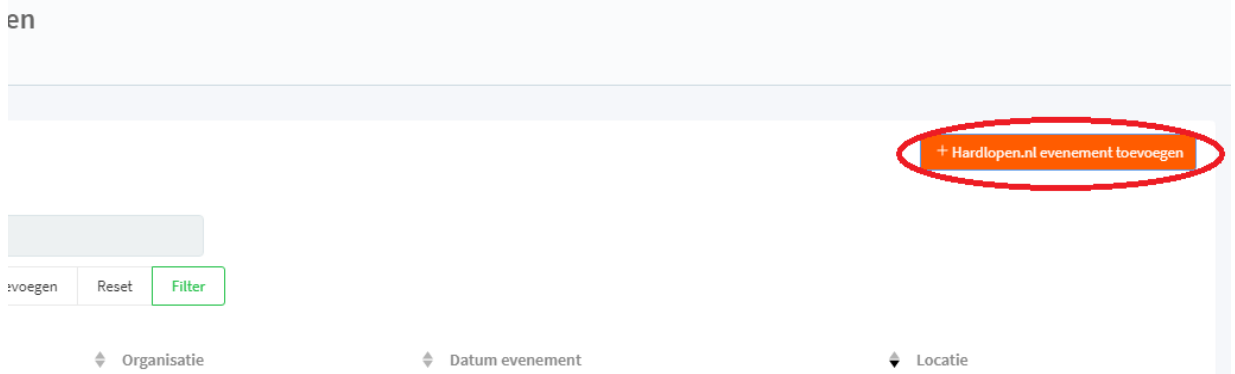 en
+ Hardlopen.nl evenement toevoegen
evoegen Reset Filter
Organisatie Datum evenement Locatie